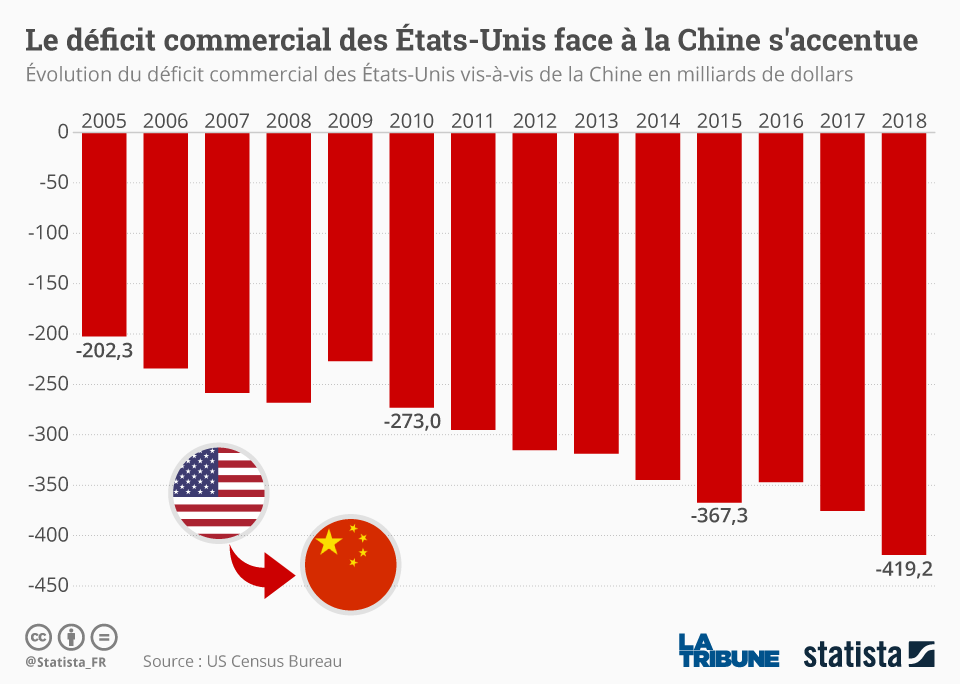 Le déficit commercial des États-Unis face à la Chine s'accentue
Évolution du déficit commercial des États-Unis vis-à-vis de la Chine en milliards de dollars
2005 2006 2007 2008 2009 2010 2011 2012 2013 2014 2015 2016 2017 2018
0
-50
-100
-150
-200
-202,3
-250
-273,0
-300
-350
-367,3
-400
-419,2
-450
cc
@Statista_FR
Source : US Census Bureau
LA
TRIBUNE
statista